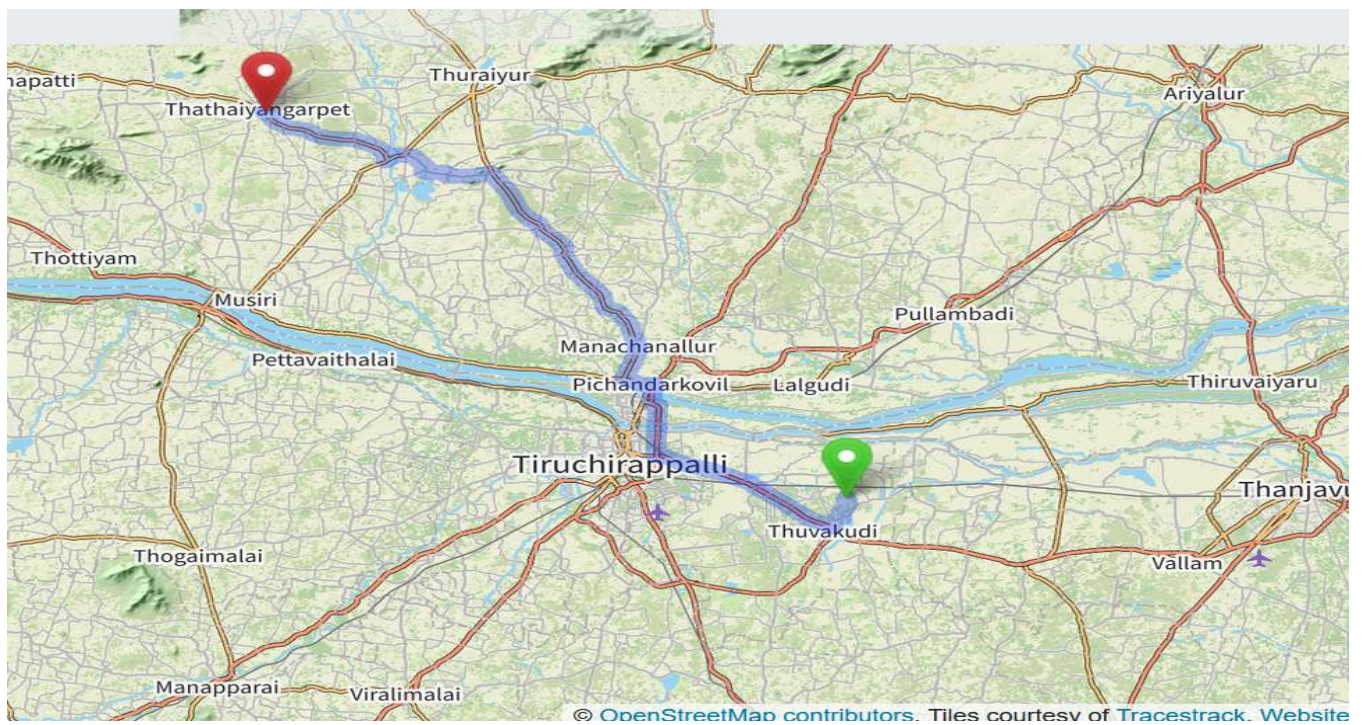 Thuraiyur
napatti
Ariyalur
Thathaiyangarpet
Thottiyam
Musiri
Pullambadi
Manachanallur
Pettavaithalai
Pichandarkovil
Lalgudi
Thiruvaiyaru
Tiruchirappalli
Thanjavu
Thuvakudi
Thogaimalai
Vallam
Manapparai
Viralimalai
© OpenStreetMap contributors. Tiles courtesy of Tracestrack. Website